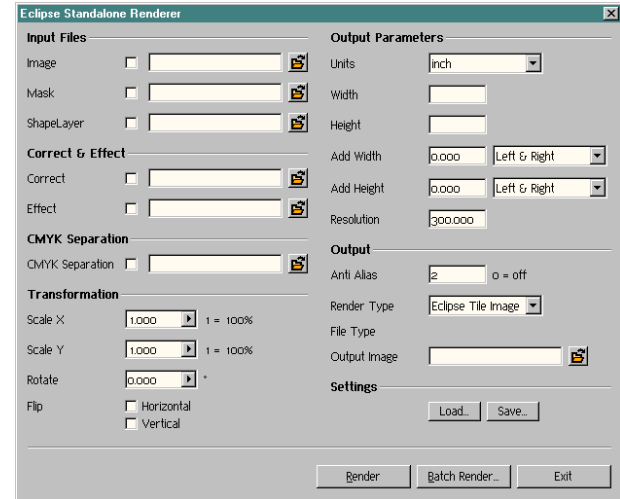 Eclipse Standalone Renderer
Input Files
Image
Mask
ShapeLayer
Correct & Effect
Correct
Effect
CMYK Separation
CMYK Separation
Transformation
Scale X 1.000 1 = 100%
Scale Y 1.000 1 = 100%
Rotate 0.000 °
Flip Horizontal
Vertical
Output Parameters
Units inch
Width
Height
Add Width 0.000 Left & Right
Add Height 0.000 Left & Right
Resolution 300.000
Output
Anti Alias 2 0 = off
Render Type Eclipse Tile Image
File Type
Output Image
Settings
Load... Save...
Render Batch Render... Exit